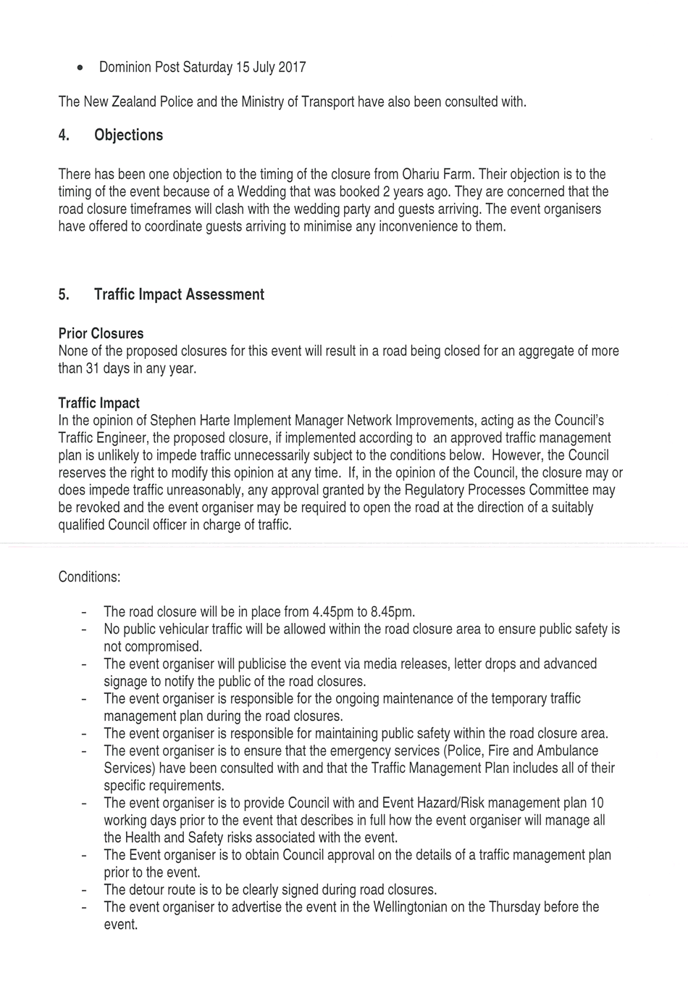 • Dominion Post Saturday 15 July 2017
The New Zealand Police and the Ministry of Transport have also been consulted with.
4. Objections
There has been one objection to the timing of the closure from Ohariu Farm. Their objection is to the
timing of the event because of a Wedding that was booked 2 years ago. They are concerned that the
road closure timeframes will clash with the wedding party and guests arriving. The event organisers
have offered to coordinate guests arriving to minimise any inconvenience to them.
5. Traffic Impact Assessment
Prior Closures
None of the proposed closures for this event will result in a road being closed for an aggregate of more
than 31 days in any year.
Traffic Impact
In the opinion of Stephen Harte Implement Manager Network Improvements, acting as the Council's
Traffic Engineer, the proposed closure, if implemented according to an approved traffic management
plan is unlikely to impede traffic unnecessarily subject to the conditions below. However, the Council
reserves the right to modify this opinion at any time. If, in the opinion of the Council, the closure may or
does impede traffic unreasonably, any approval granted by the Regulatory Processes Committee may
be revoked and the event organiser may be required to open the road at the direction of a suitably
qualified Council officer in charge of traffic.
Conditions:
- The road closure will be in place from 4.45pm to 8.45pm.
- No public vehicular traffic will be allowed within the road closure area to ensure public safety is
not compromised.
- The event organiser will publicise the event via media releases, letter drops and advanced
signage to notify the public of the road closures.
- The event organiser is responsible for the ongoing maintenance of the temporary traffic
management plan during the road closures.
- The event organiser is responsible for maintaining public safety within the road closure area.
- The event organiser is to ensure that the emergency services (Police, Fire and Ambulance
Services) have been consulted with and that the Traffic Management Plan includes all of their
specific requirements.
- The event organiser is to provide Council with and Event Hazard/Risk management plan 10
working days prior to the event that describes in full how the event organiser will manage all
the Health and Safety risks associated with the event.
- The Event organiser is to obtain Council approval on the details of a traffic management plan
prior to the event.
- The detour route is to be clearly signed during road closures.
- The event organiser to advertise the event in the Wellingtonian on the Thursday before the
event.